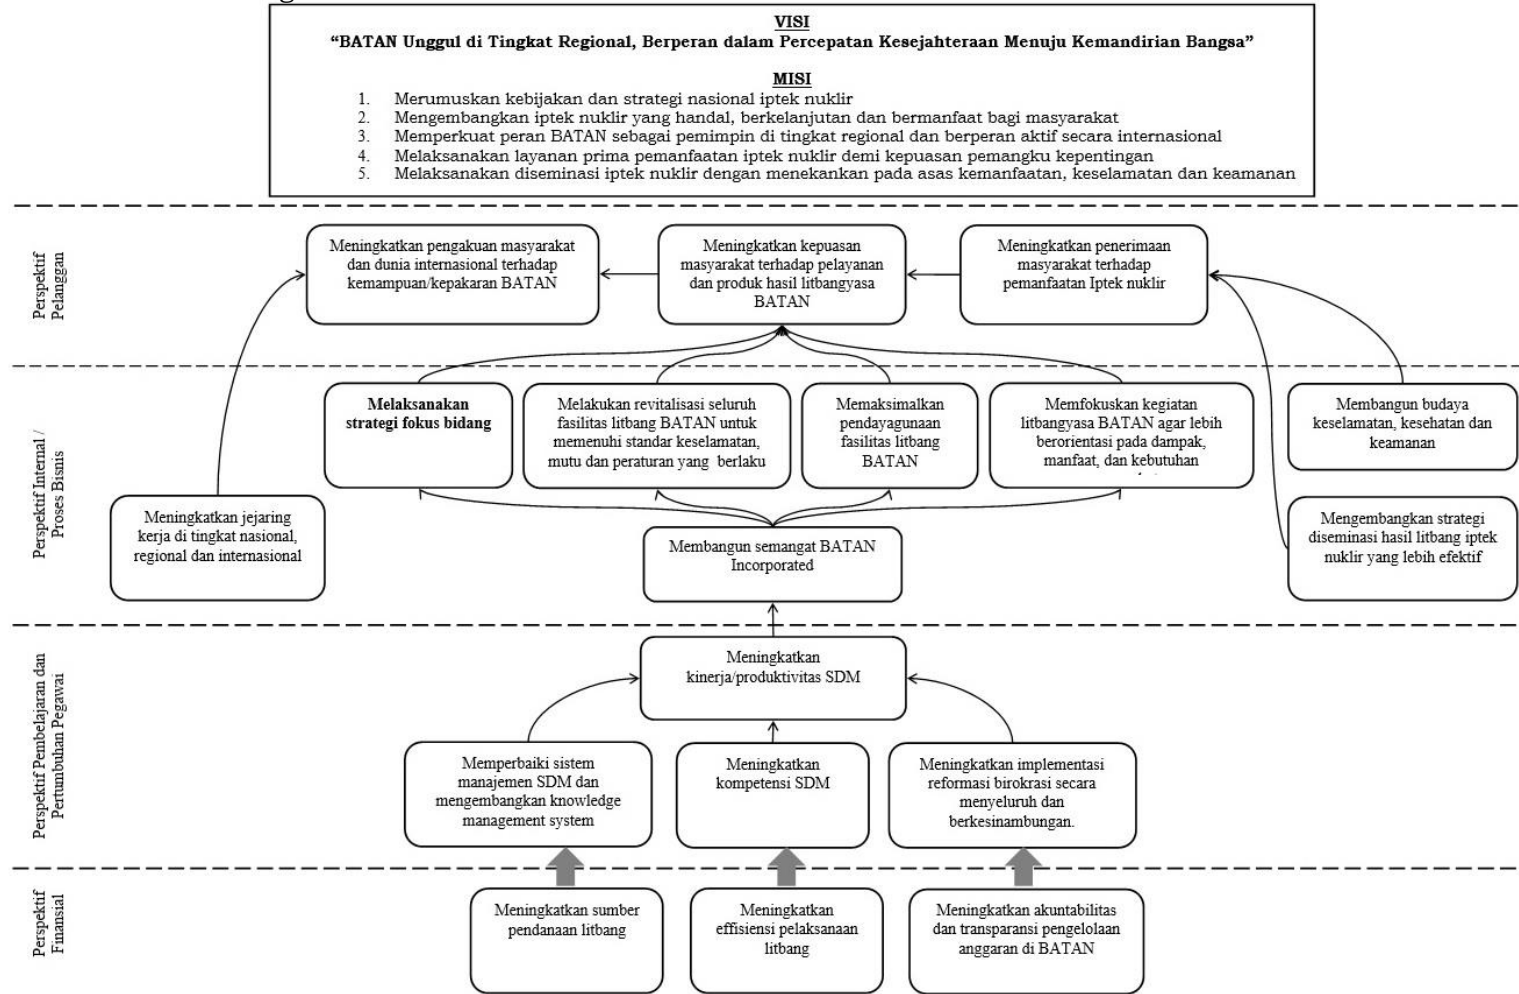 VISI
“BATAN Unggul di Tingkat Regional, Berperan dalam Percepatan Kesejahteraan Menuju Kemandirian Bangsa”
MISI
1. Merumuskan kebijakan dan strategi nasional iptek nuklir
2. Mengembangkan iptek nuklir yang handal, berkelanjutan dan bermanfaat bagi masyarakat
3. Memperkuat peran BATAN sebagai pemimpin di tingkat regional dan berperan aktif secara internasional
4. Melaksanakan layanan prima pemanfaatan iptek nuklir demi kepuasan pemangku kepentingan
5. Melaksanakan diseminasi iptek nuklir dengan menekankan pada asas kemanfaatan, keselamatan dan keamanan
Perspektif
Pelanggan
Meningkatkan pengakuan masyarakat
dan dunia internasional terhadap
kemampuan/kepakaran BATAN
Meningkatkan kepuasan
masyarakat terhadap pelayanan
dan produk hasil litbangyasa
BATAN
Meningkatkan penerimaan
masyarakat terhadap
pemanfaatan Iptek nuklir
Perspektif Internal /
Proses Bisnis
Melaksanakan
strategi fokus bidang
Melakukan revitalisasi seluruh
fasilitas litbang BATAN untuk
memenuhi standar keselamatan,
mutu dan peraturan yang berlaku
Memaksimalkan
pendayagunaan
fasilitas litbang
BATAN
Memfokuskan kegiatan
litbangyasa BATAN agar lebih
berorientasi pada dampak,
manfaat, dan kebutuhan
Membangun budaya
keselamatan, kesehatan dan
keamanan
Meningkatkan jejaring
kerja di tingkat nasional,
regional dan internasional
Membangun semangat BATAN
Incorporated
Mengembangkan strategi
diseminasi hasil litbang iptek
nuklir yang lebih efektif
Perspektif Pembelajaran dan
Pertumbuhan Pegawai
Meningkatkan
kinerja/produktivitas SDM
Memperbaiki sistem
manajemen SDM dan
mengembangkan knowledge
management system
Meningkatkan
kompetensi SDM
Meningkatkan implementasi
reformasi birokrasi secara
menyeluruh dan
berkesinambungan.
Perspektif
Finansial
Meningkatkan sumber
pendanaan litbang
Meningkatkan
effisiensi pelaksanaan
litbang
Meningkatkan akuntabilitas
dan transparansi pengelolaan
anggaran di BATAN